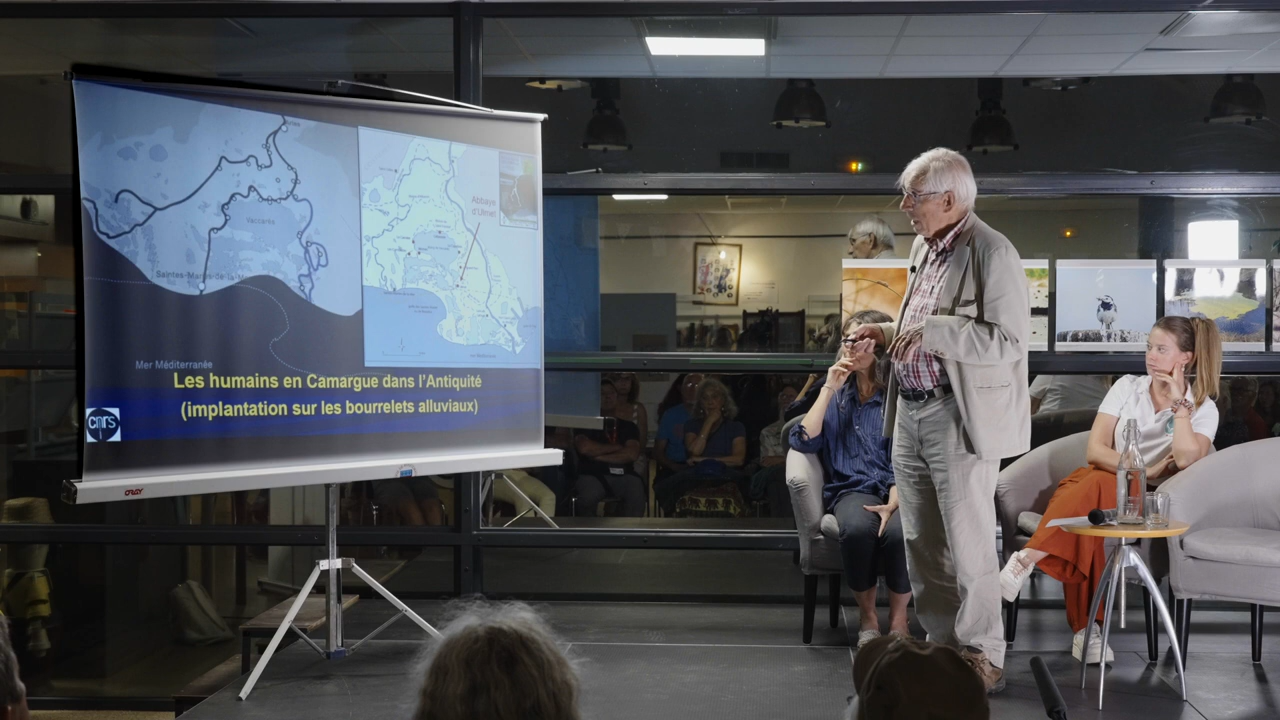 Vaccarès
Abbaye
d'Ulmet
Saintes-Maries-de-la-M
Mer Méditerranée
Les humains en Camargue dans l'Antiquité
(implantation sur les bourrelets alluviaux)
cnrs
ORAY